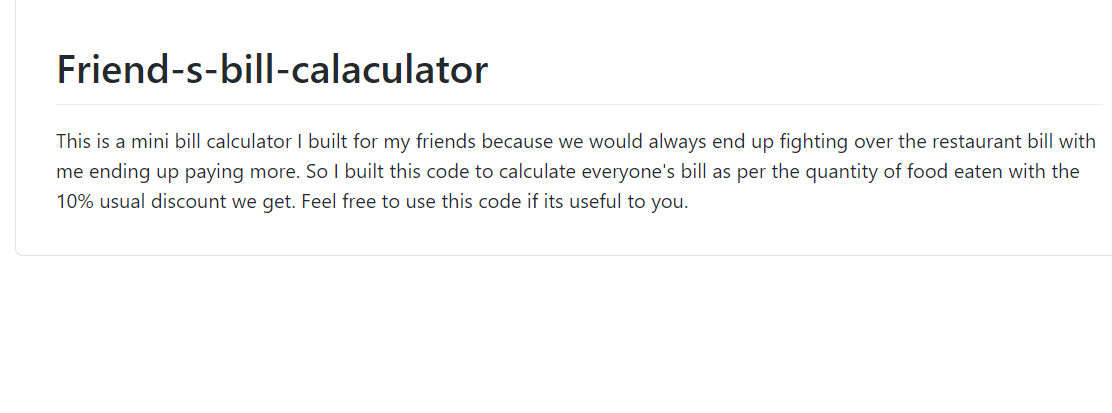 Friend-s-bill-calaculator
This is a mini bill calculator I built for my friends because we would always end up fighting over the restaurant bill with
me ending up paying more. So I built this code to calculate everyone's bill as per the quantity of food eaten with the
10% usual discount we get. Feel free to use this code if its useful to you.